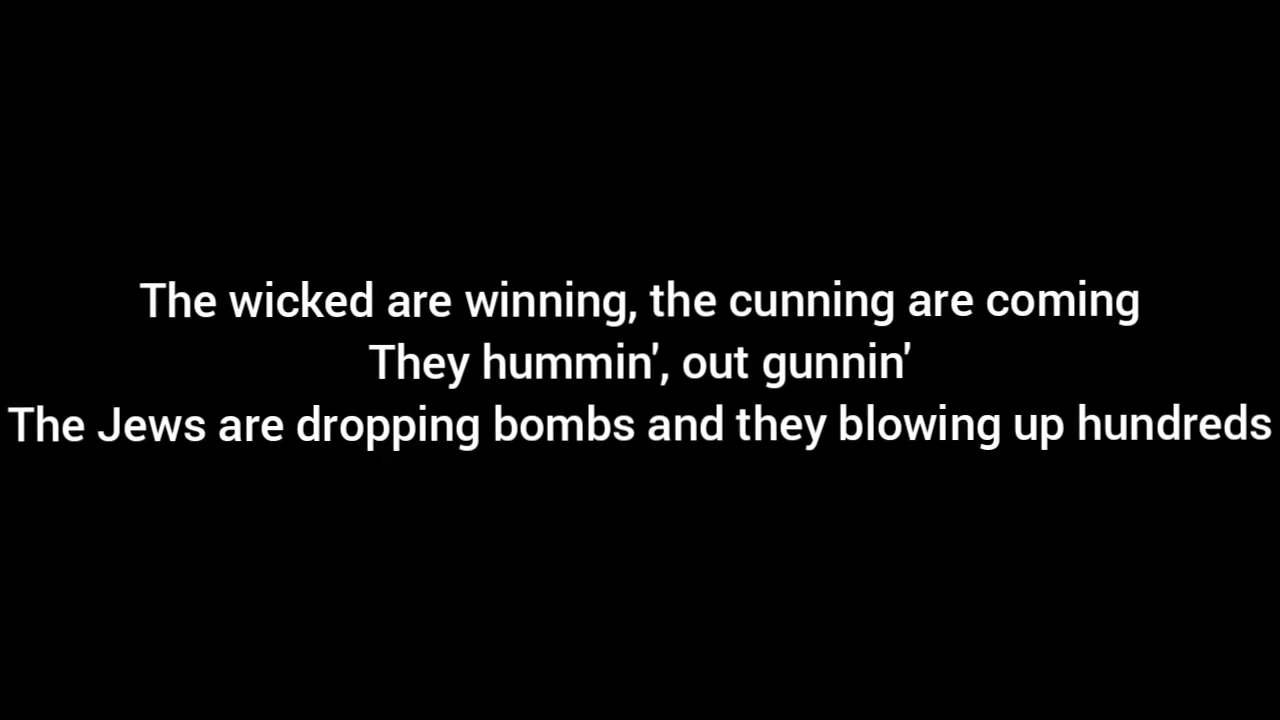 The wicked are winning, the cunning are coming
They hummin', out gunnin'
The Jews are dropping bombs and they blowing up hundreds